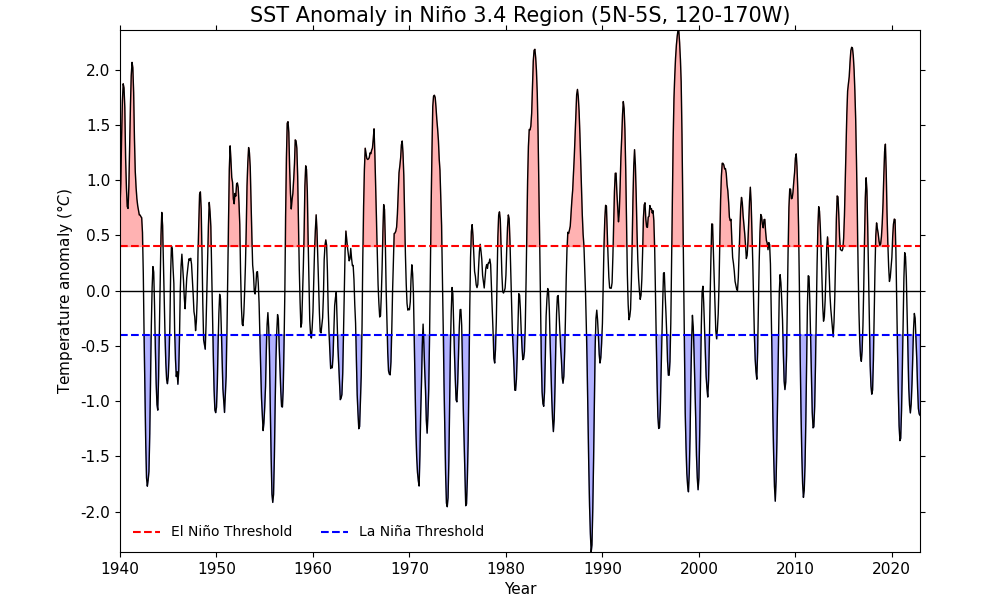 SST Anomaly in Niño 3.4 Region (5N-5S, 120-170W)
Temperature anomaly (°C)
2.0
1.5
1.0
0.5
0.0
-0.5
-1.0
-1.5
-2.0
El Niño Threshold
La Niña Threshold
1940 1950 1960 1970 1980 1990 2000 2010 2020
Year